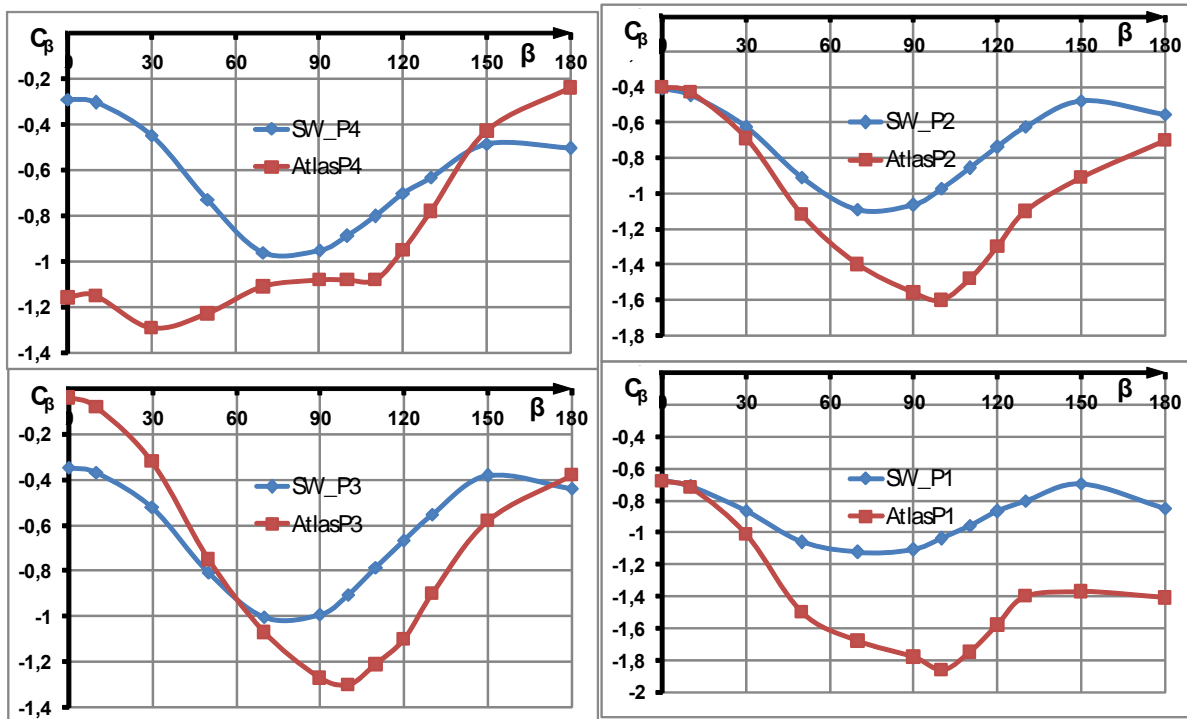 Cβ
β
0 30 60 90 120 150 180
-0,2
-0,4
-0,6
-0,8
-1
-1,2
-1,4
SW_P4
AtlasP4
Cβ
β
0 30 60 90 120 150 180
-0,4
-0,6
-0,8
-1
-1,2
-1,4
-1,6
-1,8
SW_P2
AtlasP2
Cβ
β
0 30 60 90 120 150 180
-0,2
-0,4
-0,6
-0,8
-1
-1,2
-1,4
SW_P3
AtlasP3
Cβ
β
0 30 60 90 120 150 180
-0,4
-0,6
-0,8
-1
-1,2
-1,4
-1,6
-1,8
-2
SW_P1
AtlasP1